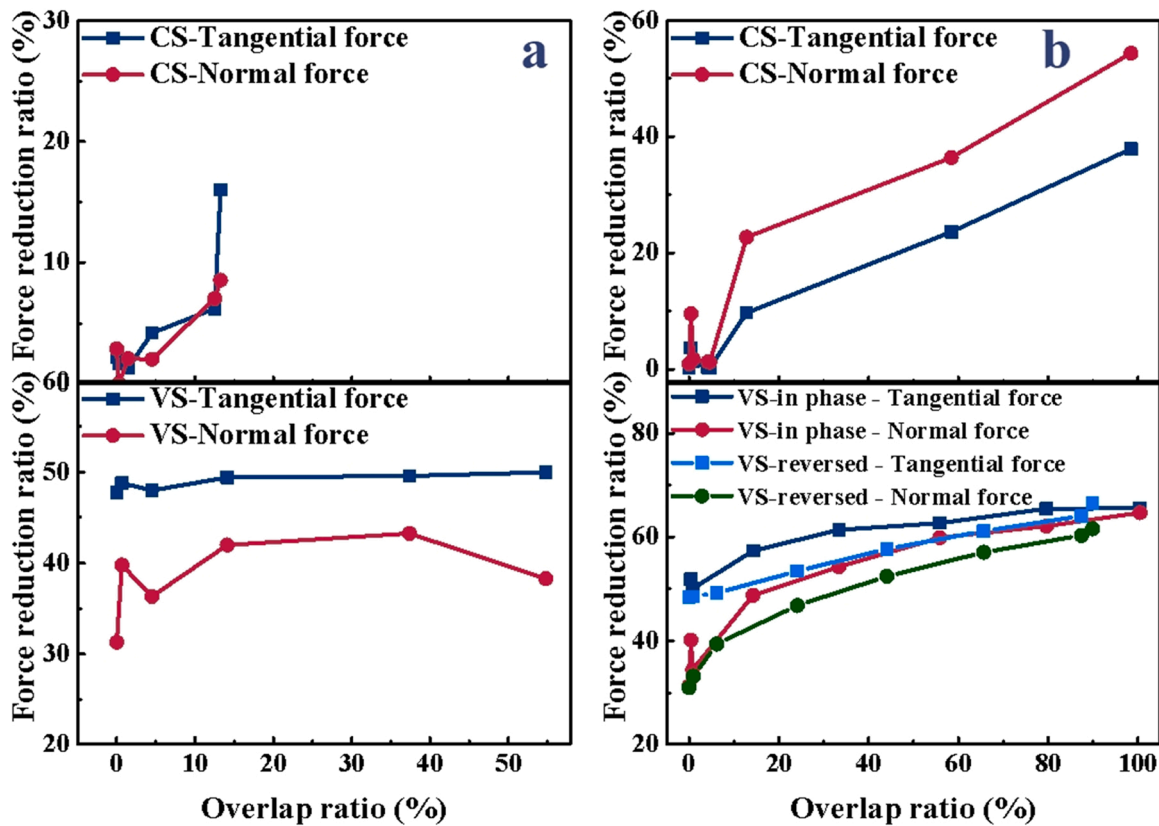 a
CS-Tangential force
CS-Normal force
Force reduction ratio (%)
30
20
10
60
VS-Tangential force
VS-Normal force
Force reduction ratio (%)
50
40
30
20
0 10 20 30 40 50
Overlap ratio (%)
b
CS-Tangential force
CS-Normal force
Force reduction ratio (%)
60
40
20
0
VS-in phase - Tangential force
VS-in phase - Normal force
VS-reversed - Tangential force
VS-reversed - Normal force
Force reduction ratio (%)
80
60
40
20
0 20 40 60 80 100
Overlap ratio (%)